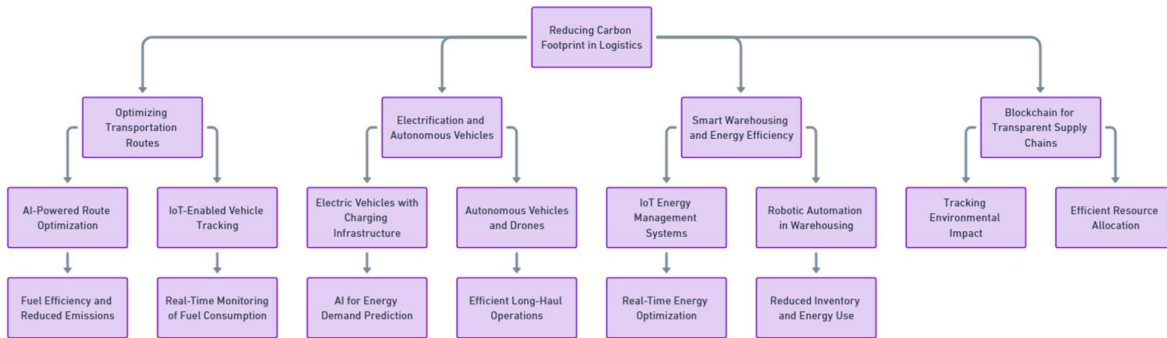 Reducing Carbon
Footprint in Logistics
Optimizing
Transportation
Routes
Electrification and
Autonomous Vehicles
Smart Warehousing
and Energy Efficiency
Blockchain for
Transparent Supply
Chains
AI-Powered Route
Optimization
IoT-Enabled Vehicle
Tracking
Electric Vehicles with
Charging
Infrastructure
Autonomous Vehicles
and Drones
IoT Energy
Management
Systems
Robotic Automation
in Warehousing
Tracking
Environmental
Impact
Efficient Resource
Allocation
Fuel Efficiency and
Reduced Emissions
Real-Time Monitoring
of Fuel Consumption
AI for Energy
Demand Prediction
Efficient Long-Haul
Operations
Real-Time Energy
Optimization
Reduced Inventory
and Energy Use